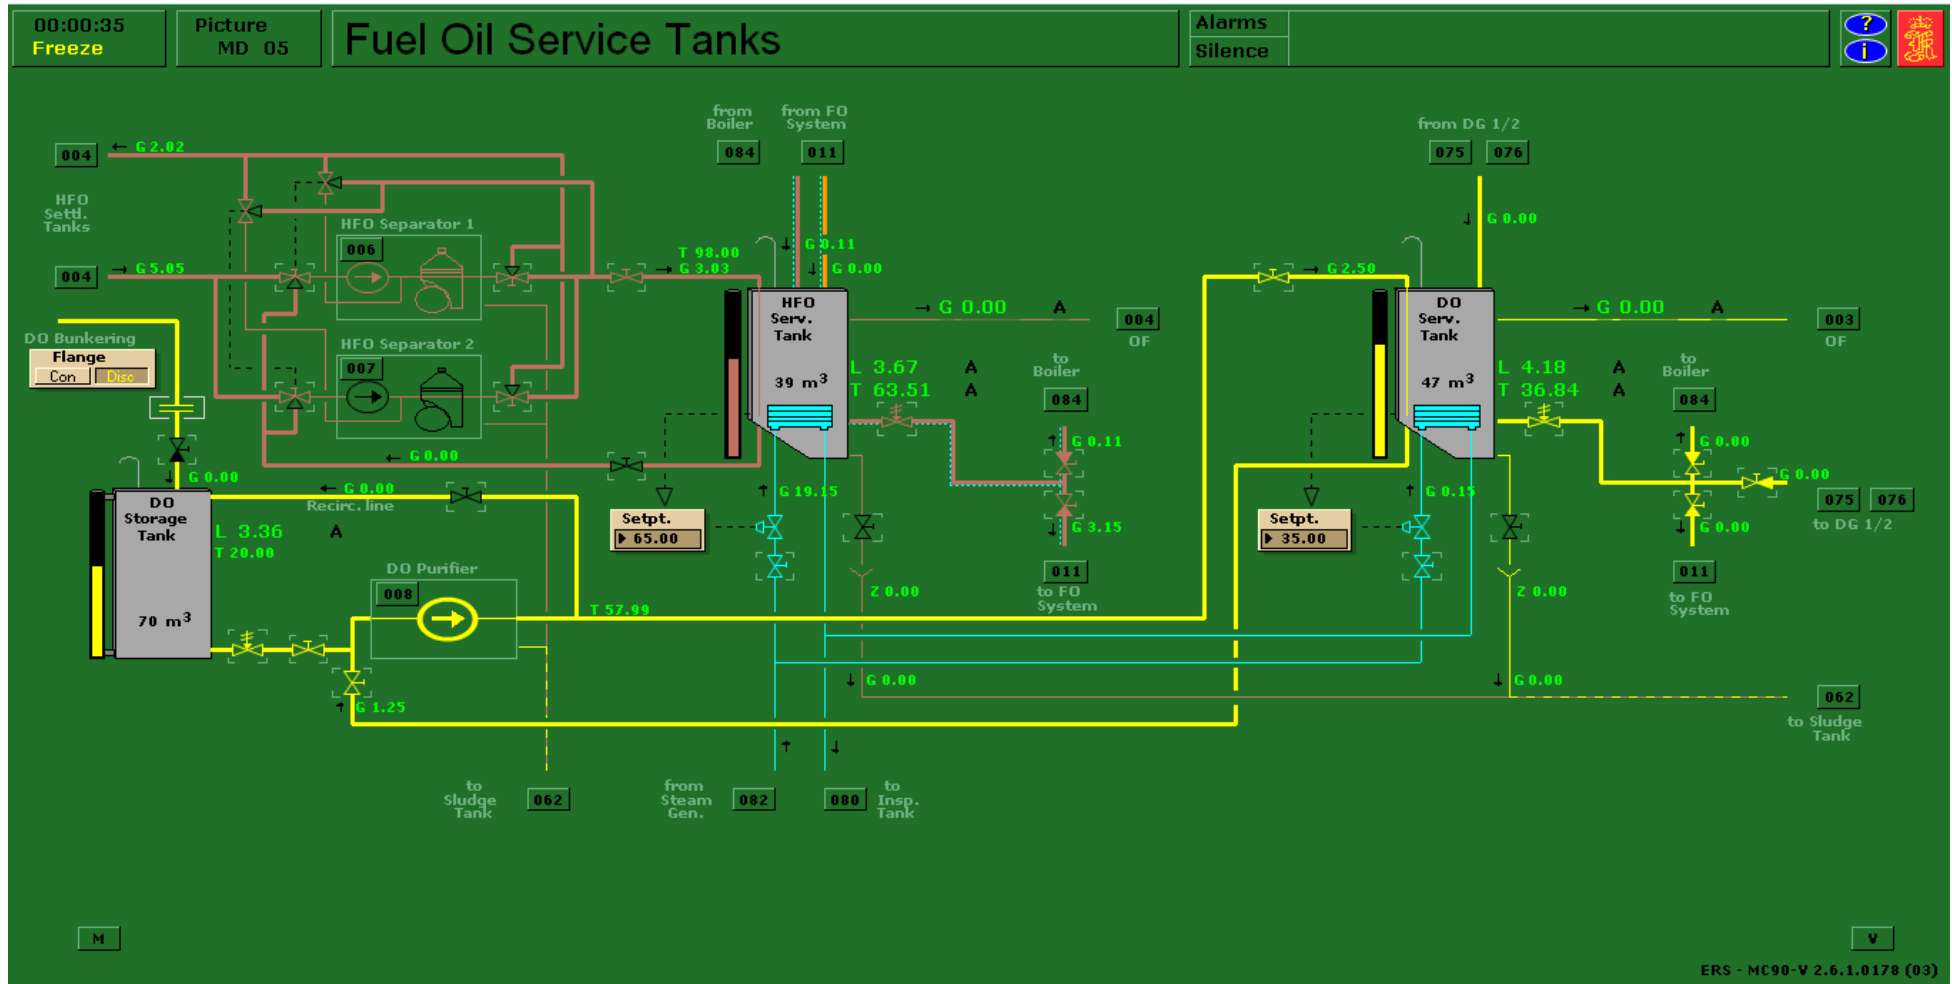 00:00:35
Freeze
Picture
MD 05
Fuel Oil Service Tanks
Alarms
Silence
?
i
from
Boiler
084
from FO
System
011
from DG 1/2
075
076
004
G 2.02
HFO
Settl.
Tanks
004
G 5.05
HFO Separator 1
006
HFO Separator 2
007
T 98.00
G 3.03
G 0.11
G 0.00
G 0.00
G 2.50
DO Bunkering
Flange
Con
Disc
HFO
Serv.
Tank
39 m³
G 0.00
A
004
OF
L 3.67
A
T 63.51
A
to
Boiler
084
G 0.11
G 3.15
011
to FO
System
DO
Serv.
Tank
47 m³
G 0.00
A
003
OF
L 4.18
A
T 36.84
A
to
Boiler
084
G 0.00
G 0.00
G 0.00
075
076
to DG 1/2
011
to FO
System
G 0.00
G 0.00
G 0.00
Recirc. line
DO
Storage
Tank
70 m³
L 3.36
A
T 20.00
G 19.15
Setpt.
65.00
G 0.15
Setpt.
35.00
DO Purifier
008
T 57.99
Z 0.00
Z 0.00
G 1.25
G 0.00
G 0.00
062
to Sludge
Tank
to
Sludge
Tank
062
from
Steam
Gen.
082
080
to
Insp.
Tank
M
V
ERS - MC90-V 2.6.1.0178 (03)